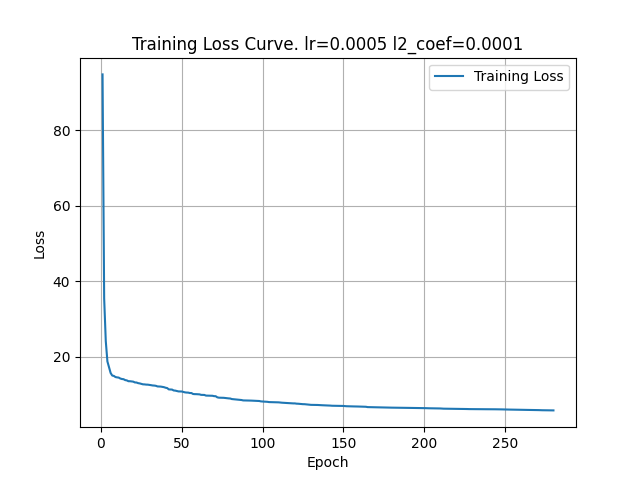 Training Loss Curve. lr=0.0005 l2_coef=0.0001
Training Loss
80
60
40
20
Loss
0 50 100 150 200 250
Epoch